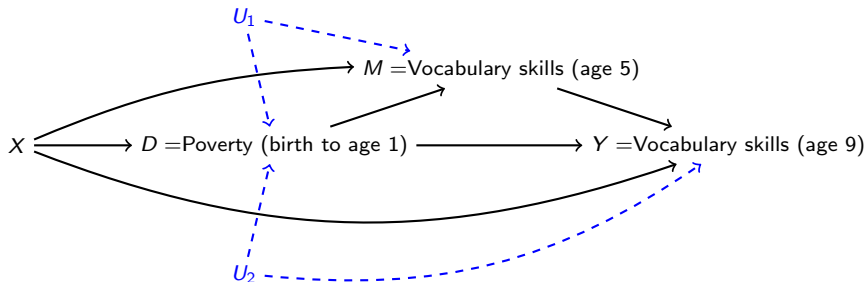 U₁
M =Vocabulary skills (age 5)
X
D =Poverty (birth to age 1)
Y =Vocabulary skills (age 9)
U₂